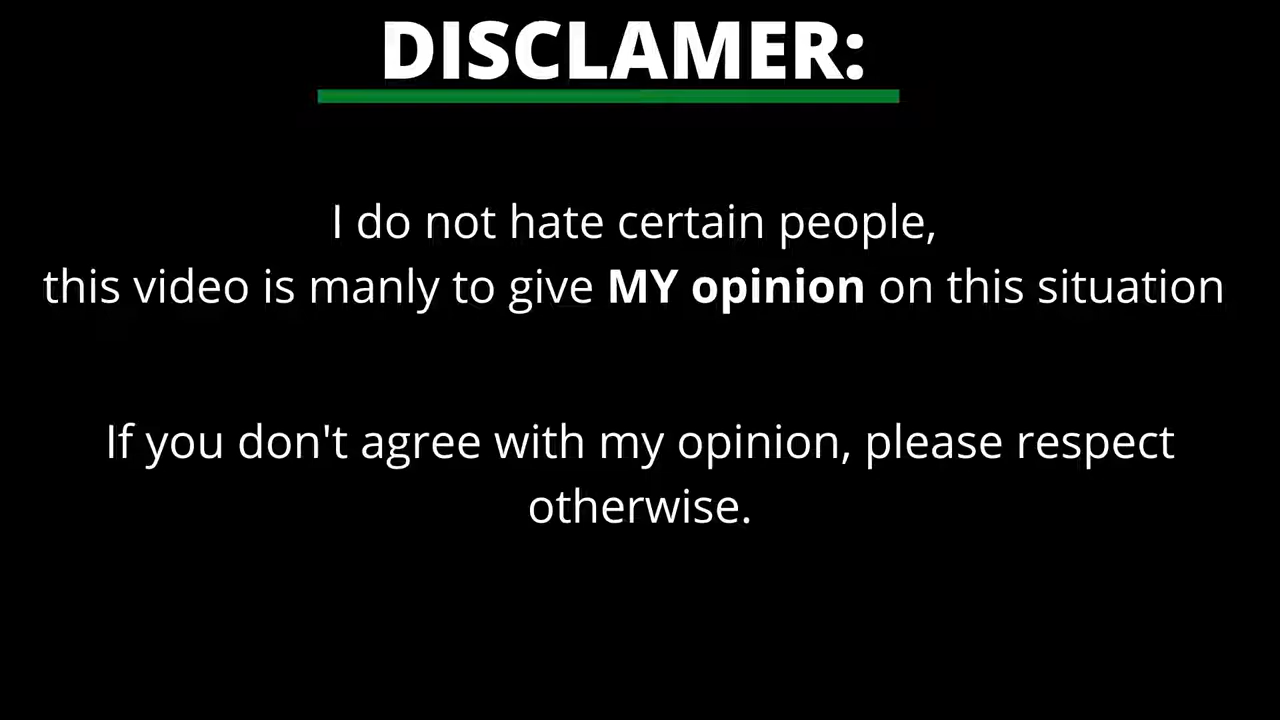 DISCLAMER:
I do not hate certain people,
this video is manly to give MY opinion on this situation
If you don't agree with my opinion, please respect
otherwise.